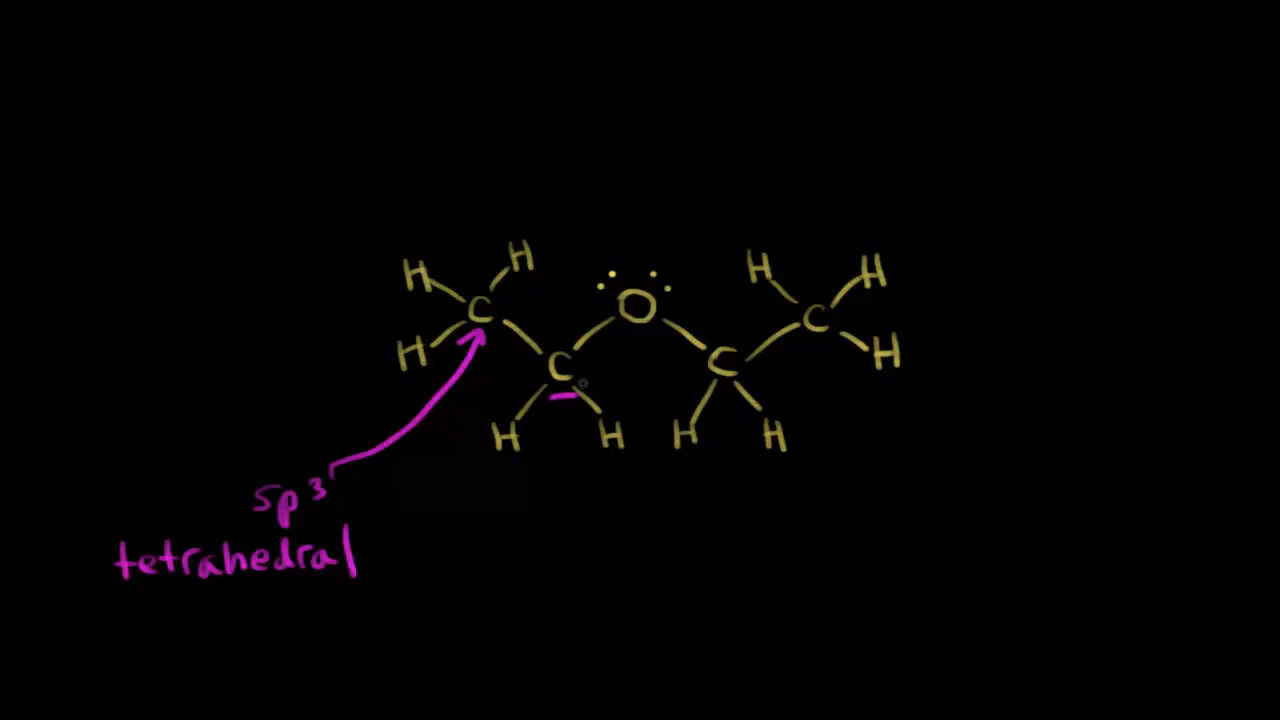 H H H H
C O C
H C C H
H H H H
sp³
tetrahedral